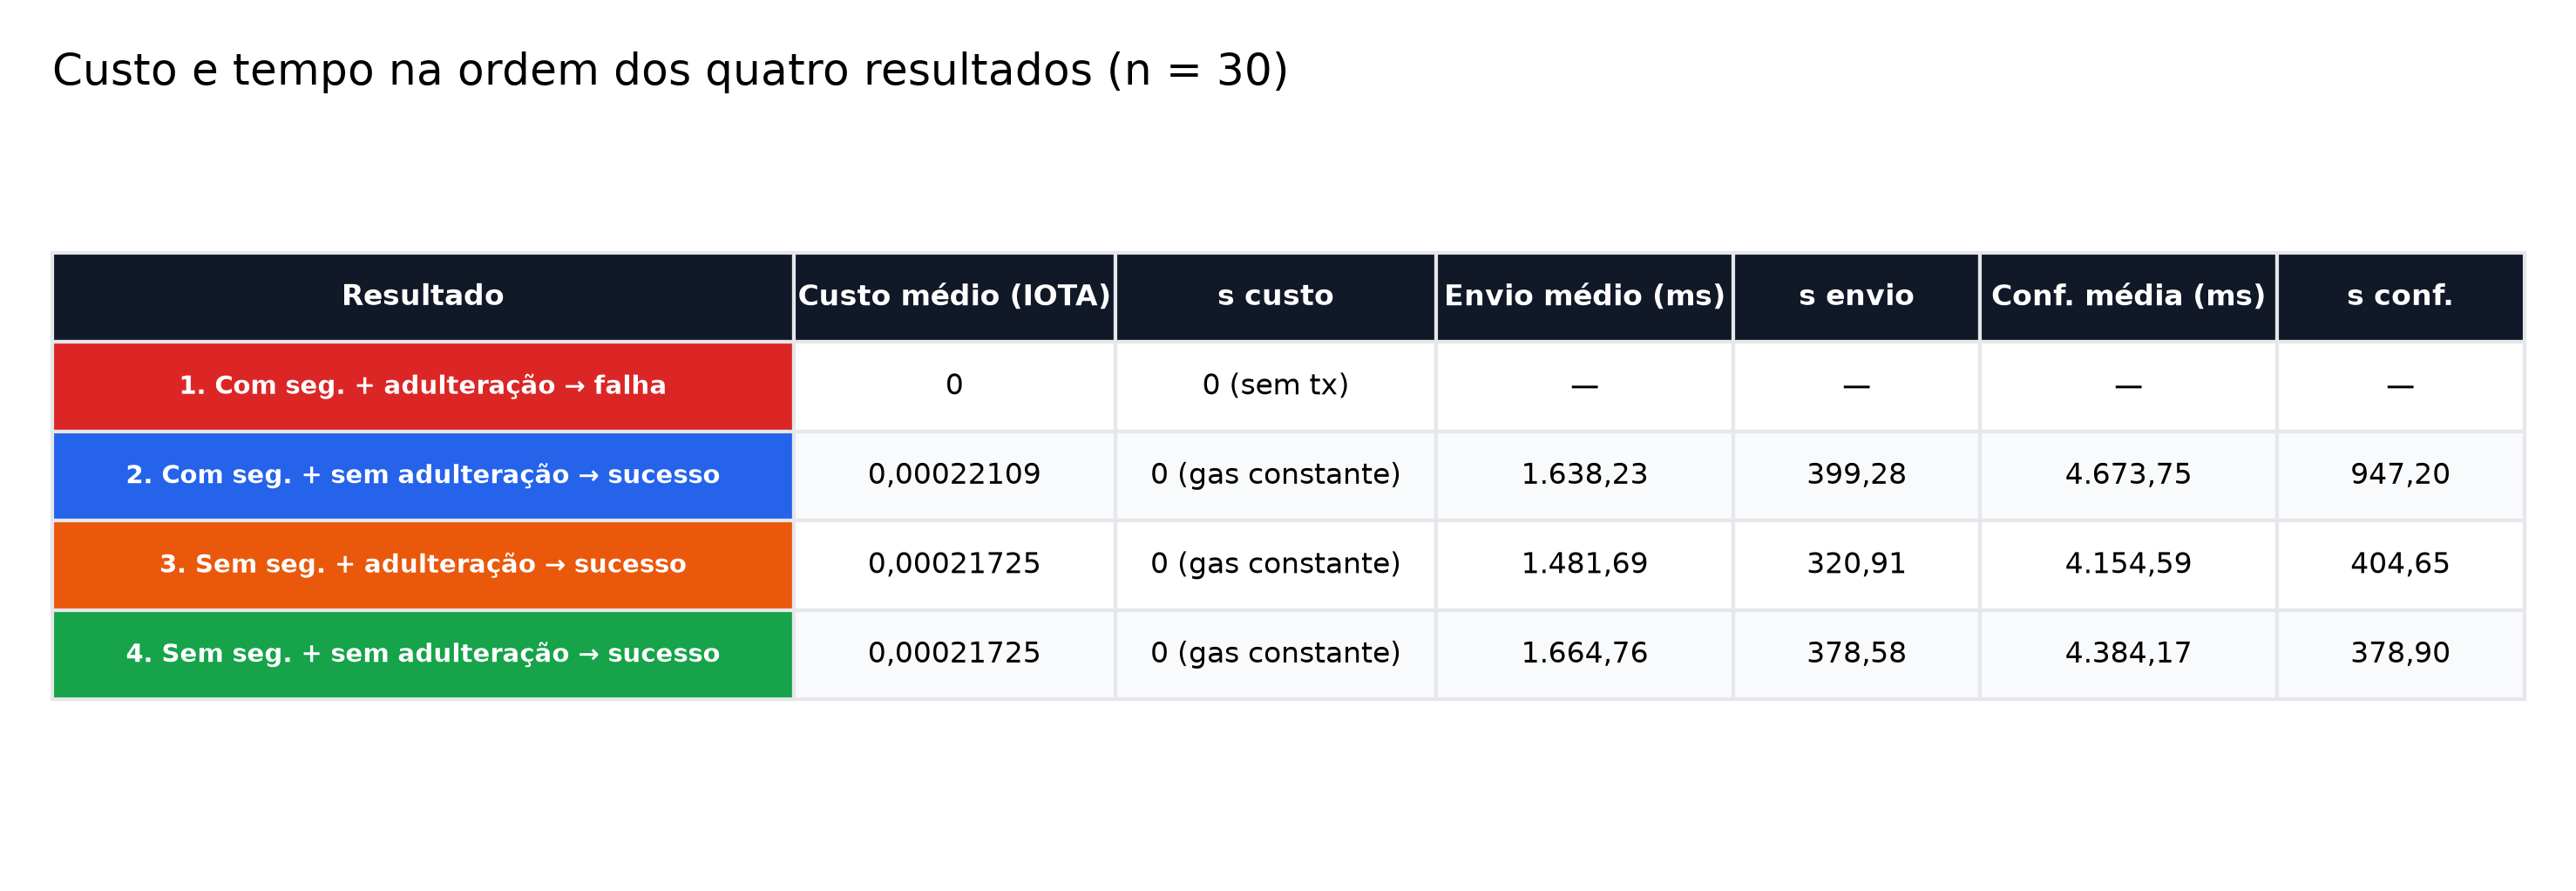 Custo e tempo na ordem dos quatro resultados (n = 30)
Resultado Custo médio (IOTA) s custo Envio médio (ms) s envio Conf. média (ms) s conf.
1. Com seg. + adulteração → falha 0 0 (sem tx) — — — —
2. Com seg. + sem adulteração → sucesso 0,00022109 0 (gas constante) 1.638,23 399,28 4.673,75 947,20
3. Sem seg. + adulteração → sucesso 0,00021725 0 (gas constante) 1.481,69 320,91 4.154,59 404,65
4. Sem seg. + sem adulteração → sucesso 0,00021725 0 (gas constante) 1.664,76 378,58 4.384,17 378,90